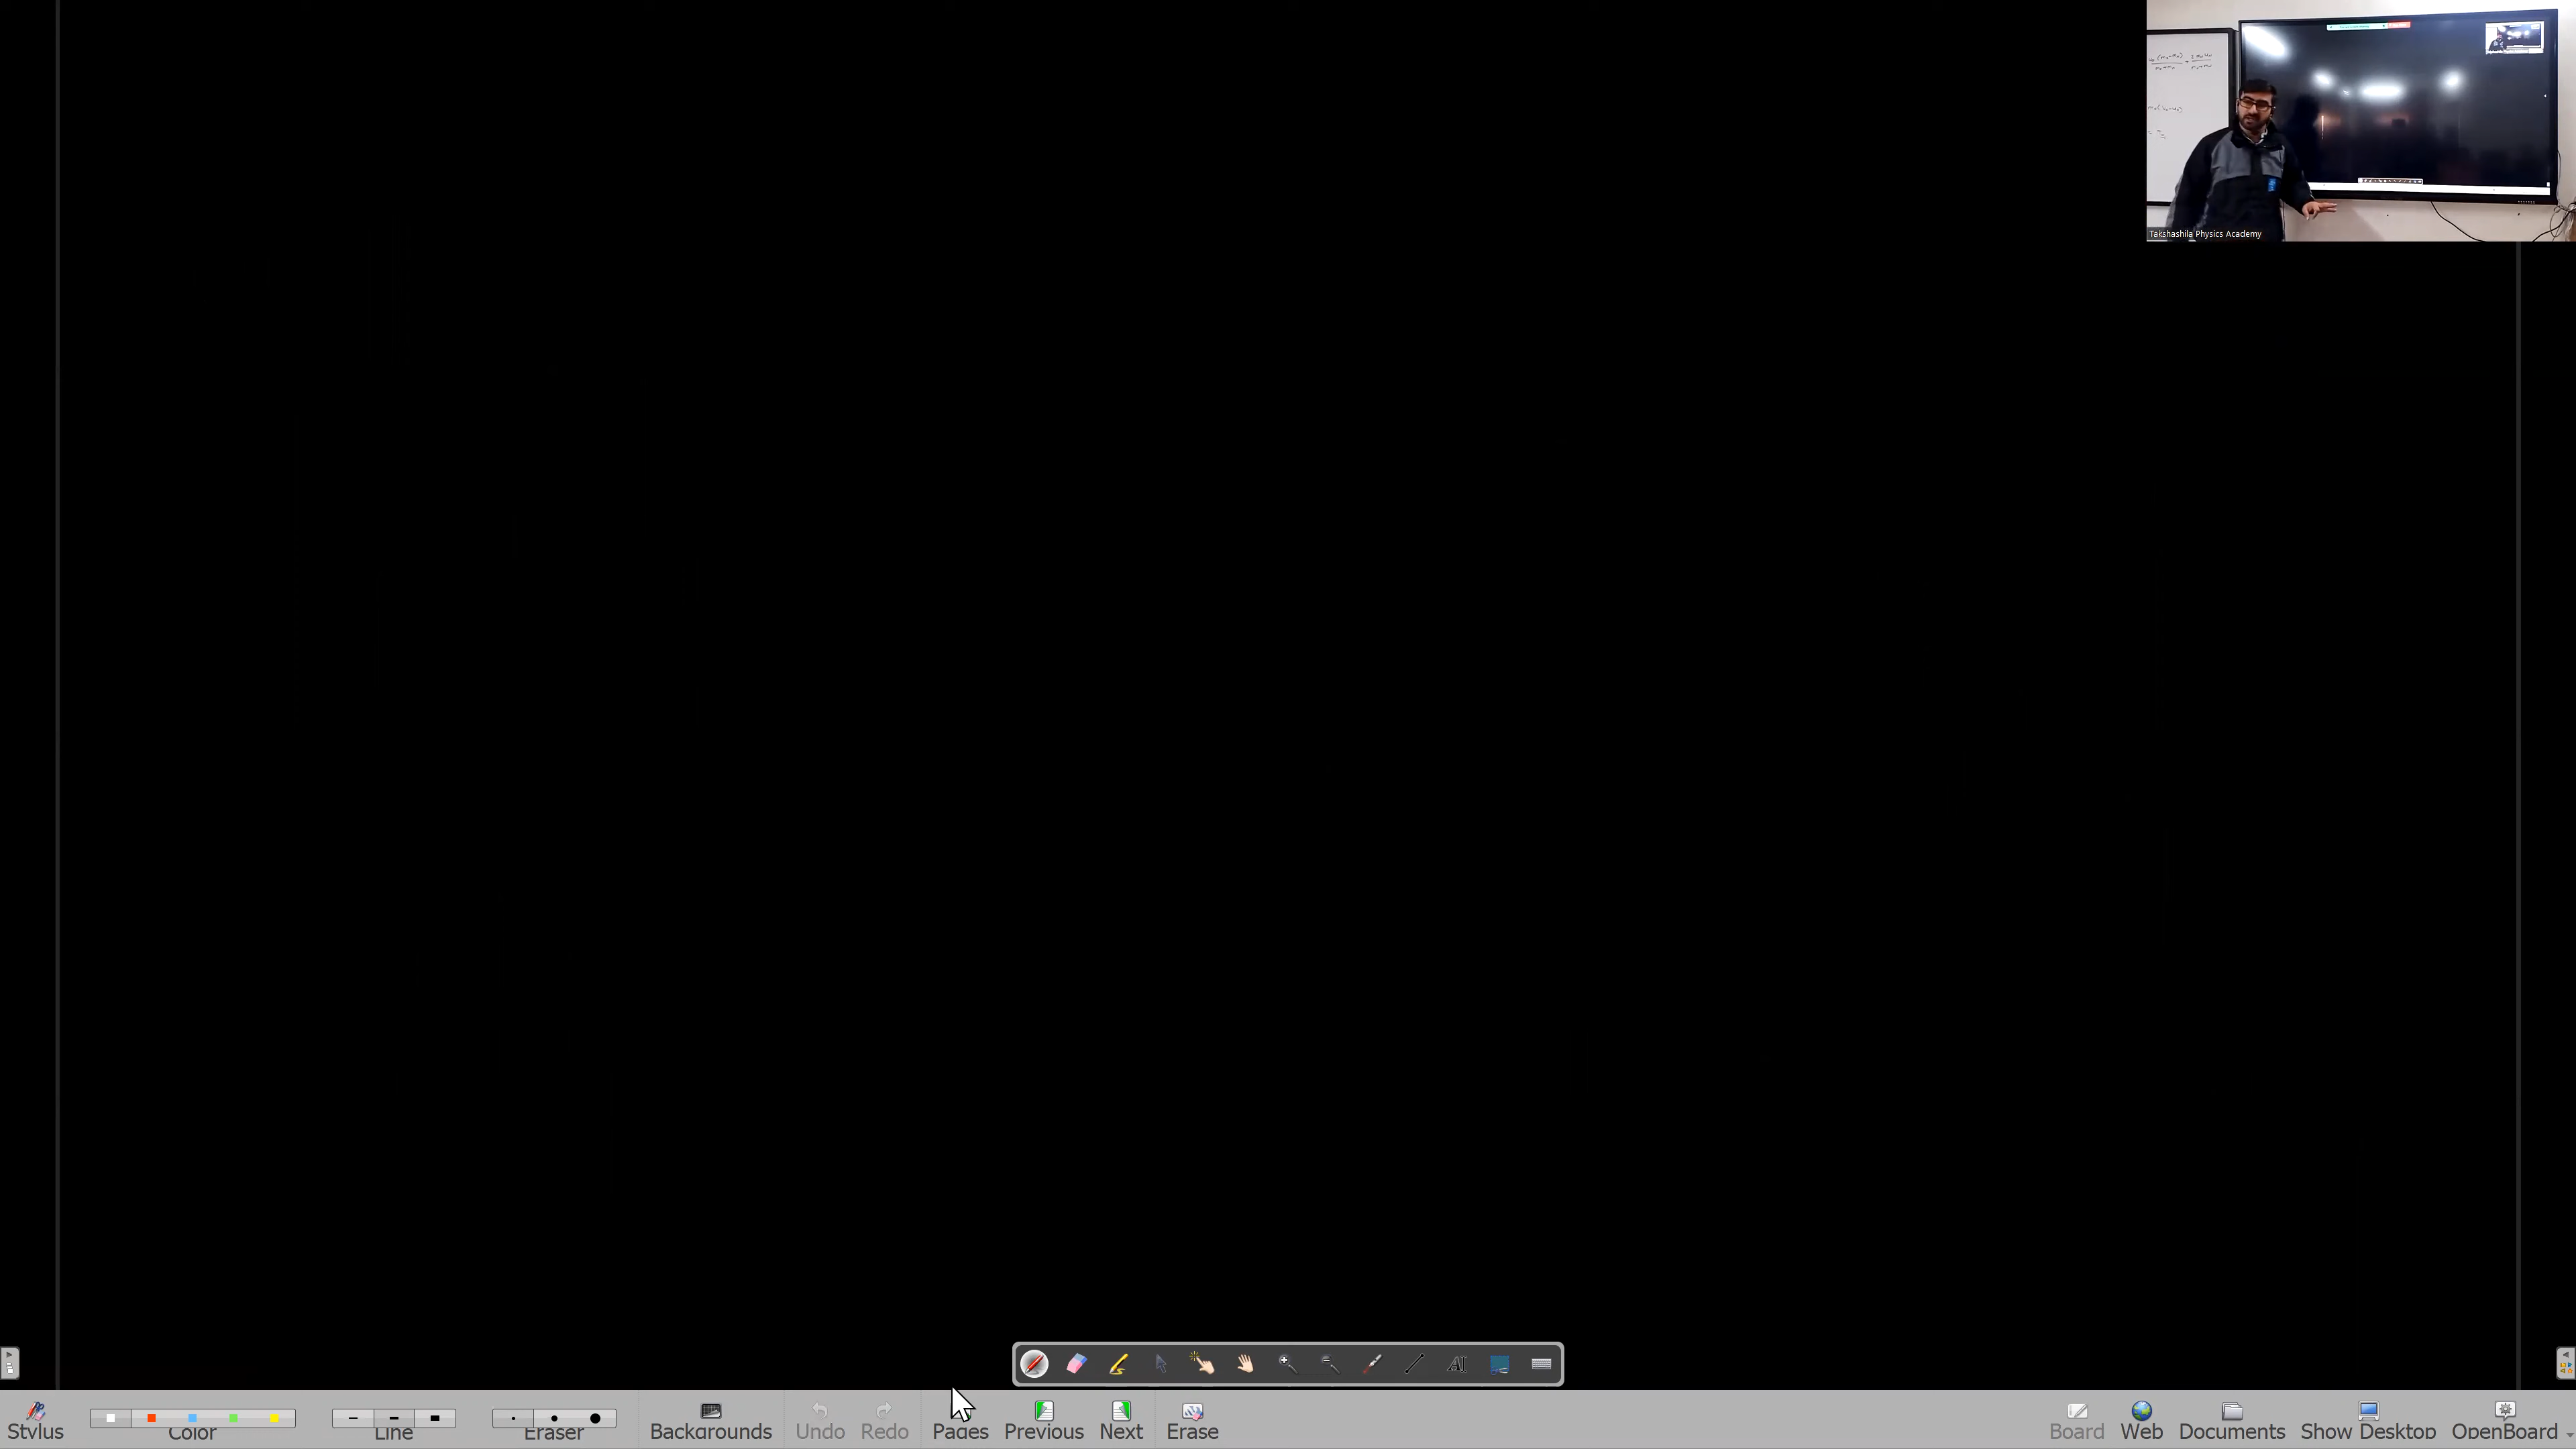 Takshashila Physics Academy
AI
Stylus Color Line Eraser Backgrounds Undo Redo Pages Previous Next Erase Board Web Documents Show Desktop OpenBoard